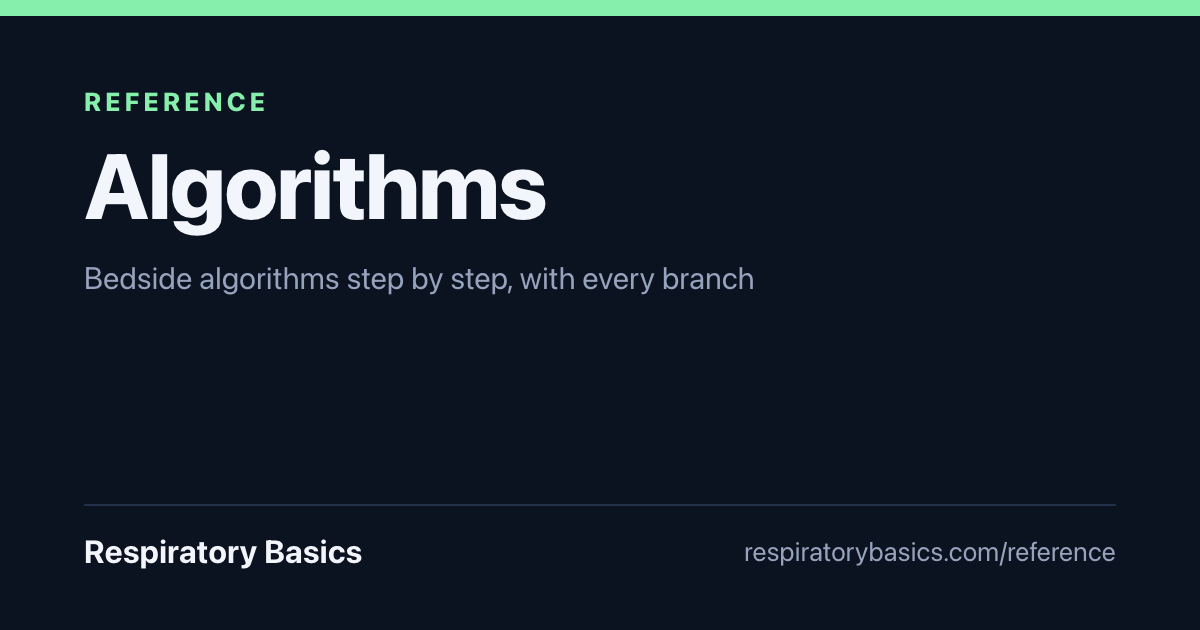 REFERENCE
Algorithms
Bedside algorithms step by step, with every branch
Respiratory Basics
respiratorybasics.com/reference